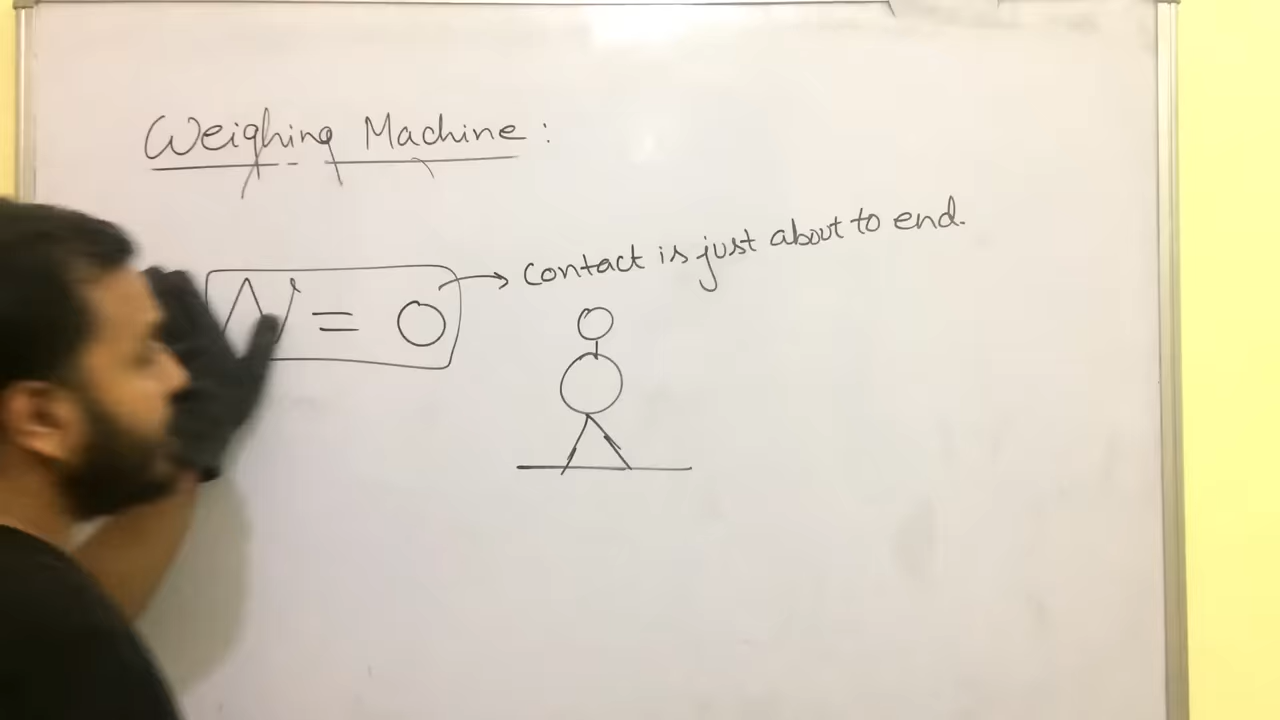 Weighing Machine :
N = 0 → Contact is just about to end.